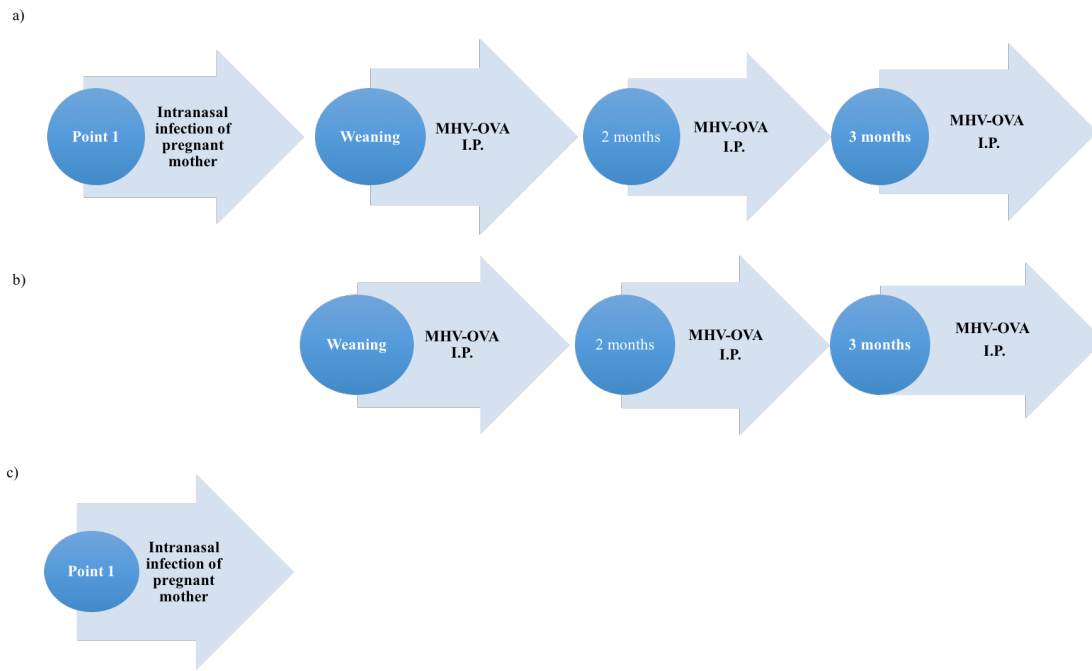 a)
Point 1
Intranasal
infection of
pregnant
mother
Weaning
MHV-OVA
I.P.
2 months
MHV-OVA
I.P.
3 months
MHV-OVA
I.P.
b)
Weaning
MHV-OVA
I.P.
2 months
MHV-OVA
I.P.
3 months
MHV-OVA
I.P.
c)
Point 1
Intranasal
infection of
pregnant
mother